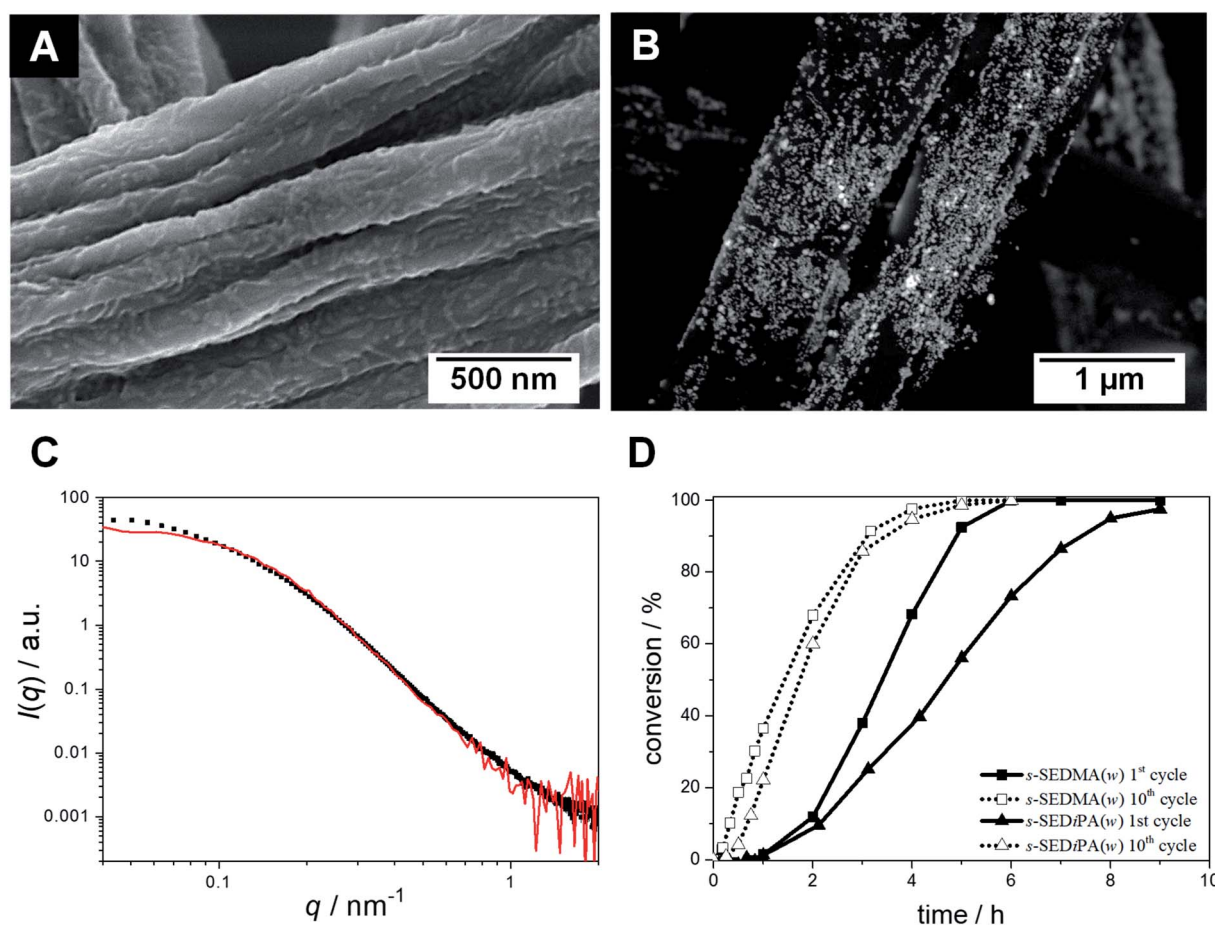 A
500 nm
B
1 µm
C
I(q) / a.u.
100
10
1
0.1
0.01
0.001
0.1
1
q / nm⁻¹
D
conversion / %
100
80
60
40
20
0
s-SEDMA(w) 1ˢᵗ cycle
s-SEDMA(w) 10ᵗʰ cycle
s-SEDiPA(w) 1st cycle
s-SEDiPA(w) 10ᵗʰ cycle
0 2 4 6 8 10
time / h